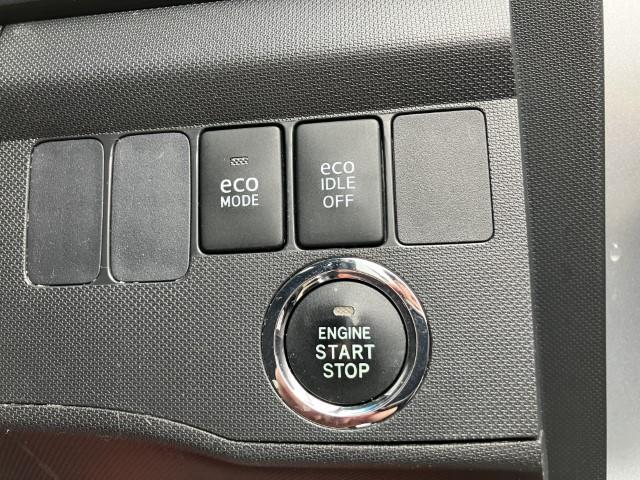 eco
MODE
eco
IDLE
OFF
ENGINE
START
STOP